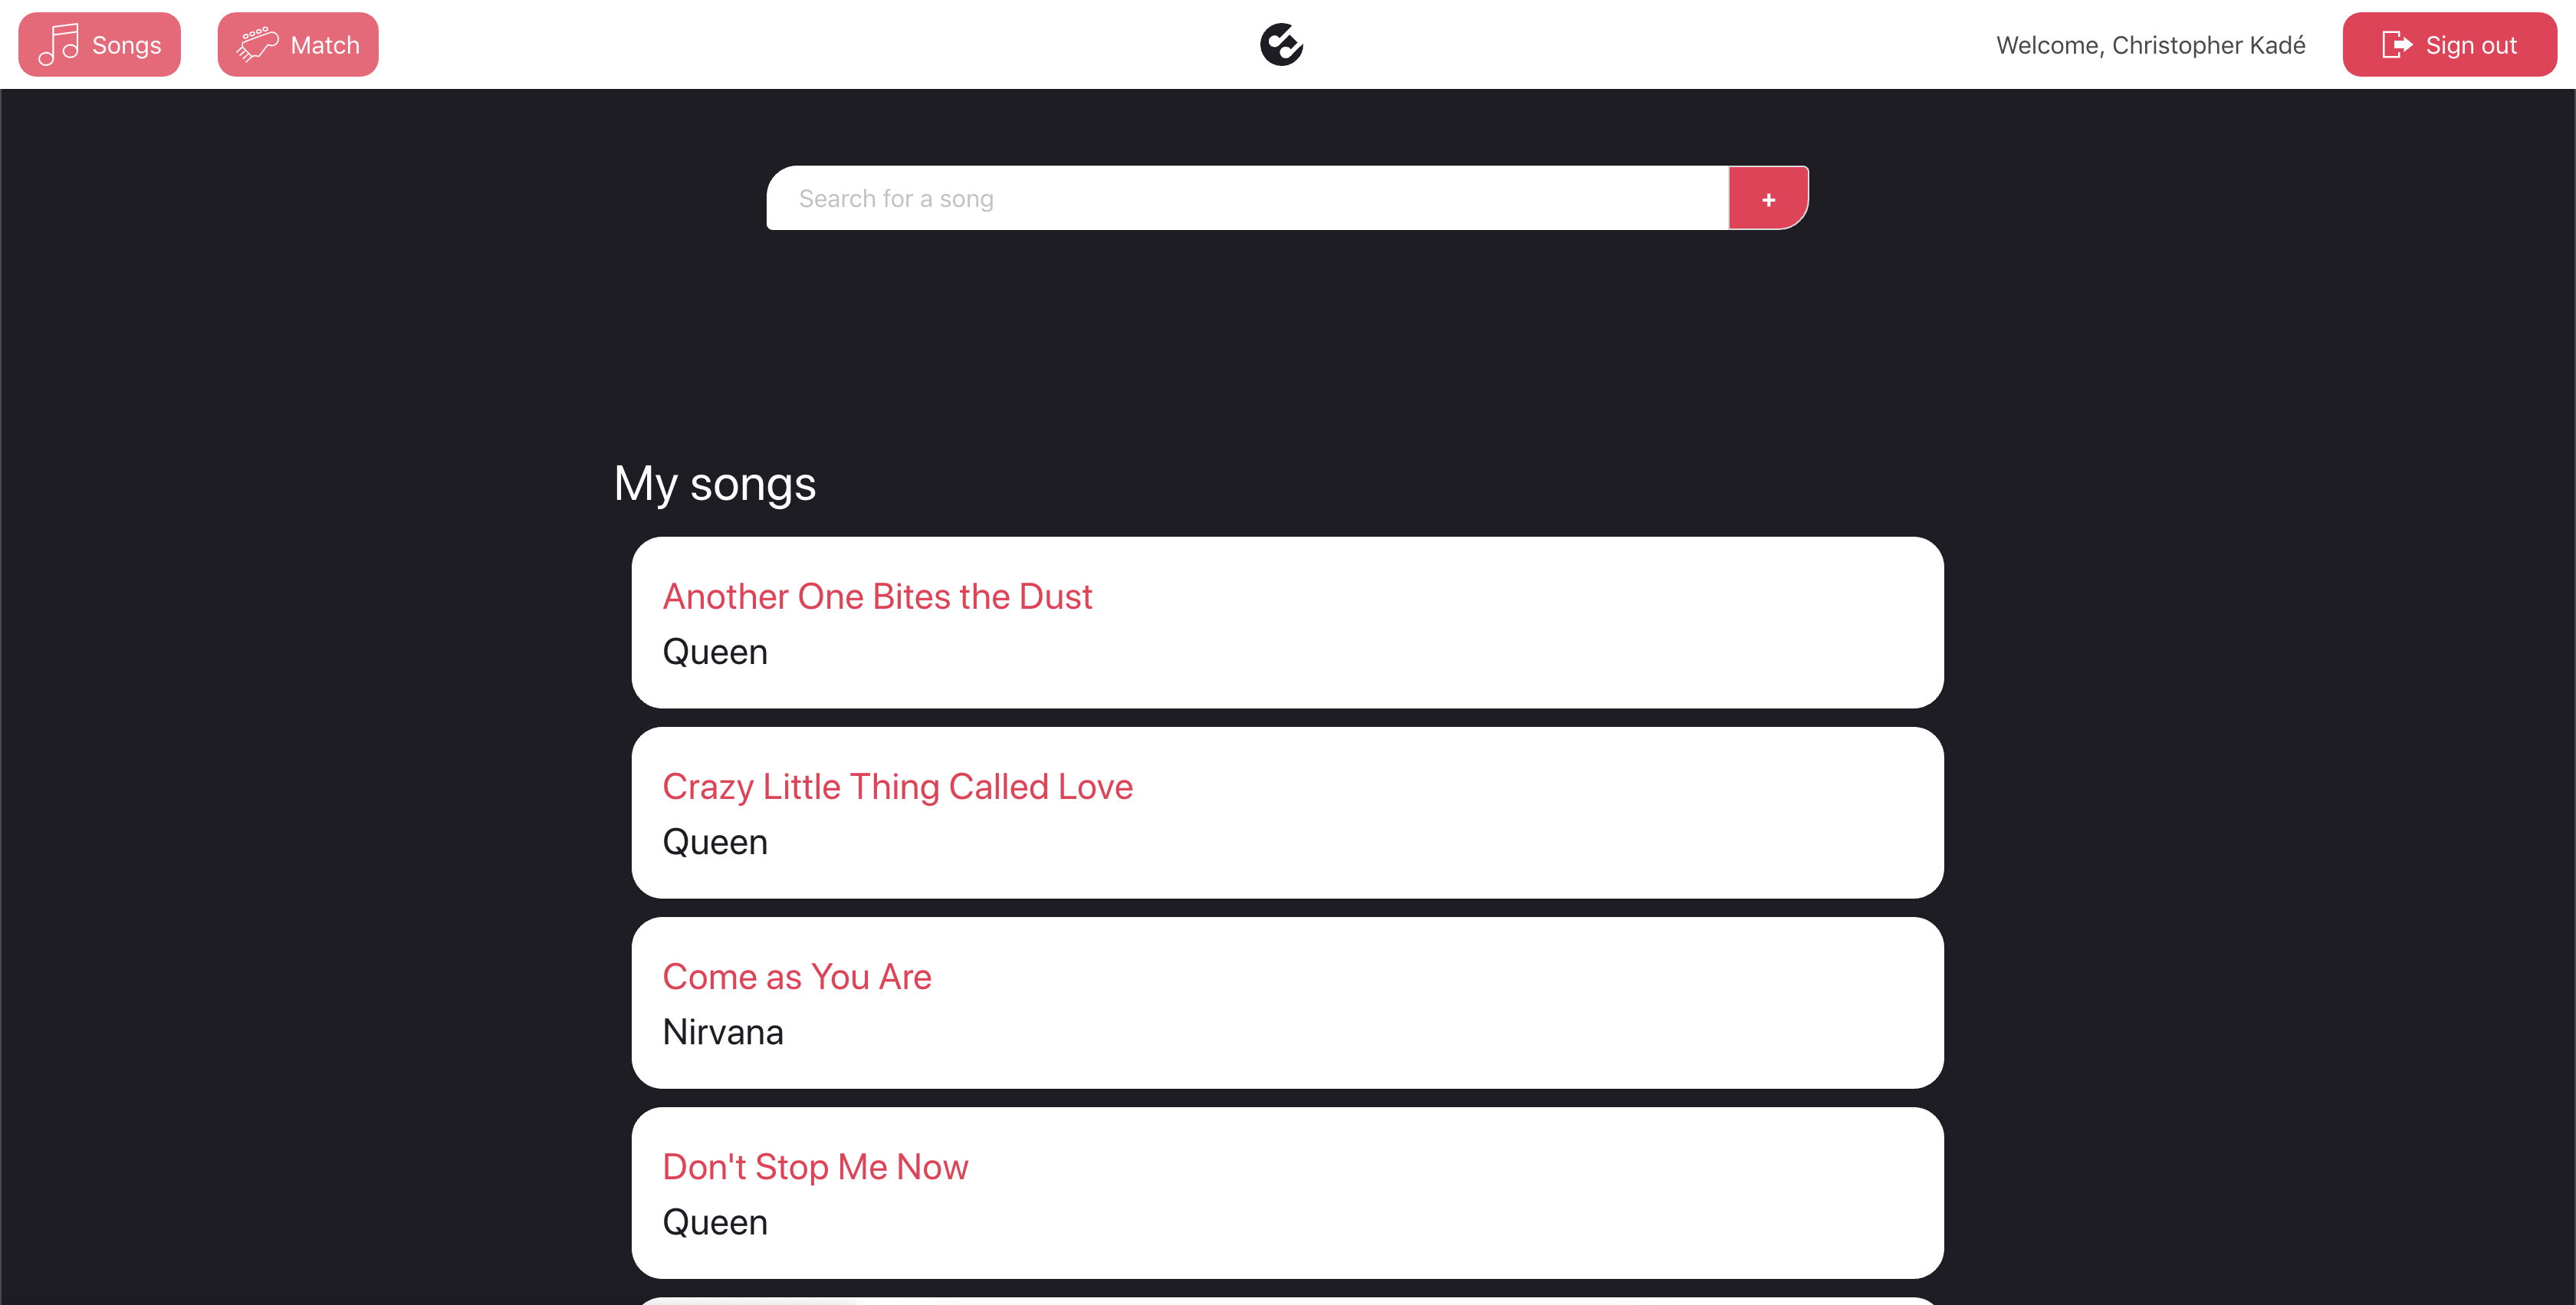 Songs
Match
Welcome, Christopher Kadé
Sign out
Search for a song
+
My songs
Another One Bites the Dust
Queen
Crazy Little Thing Called Love
Queen
Come as You Are
Nirvana
Don't Stop Me Now
Queen